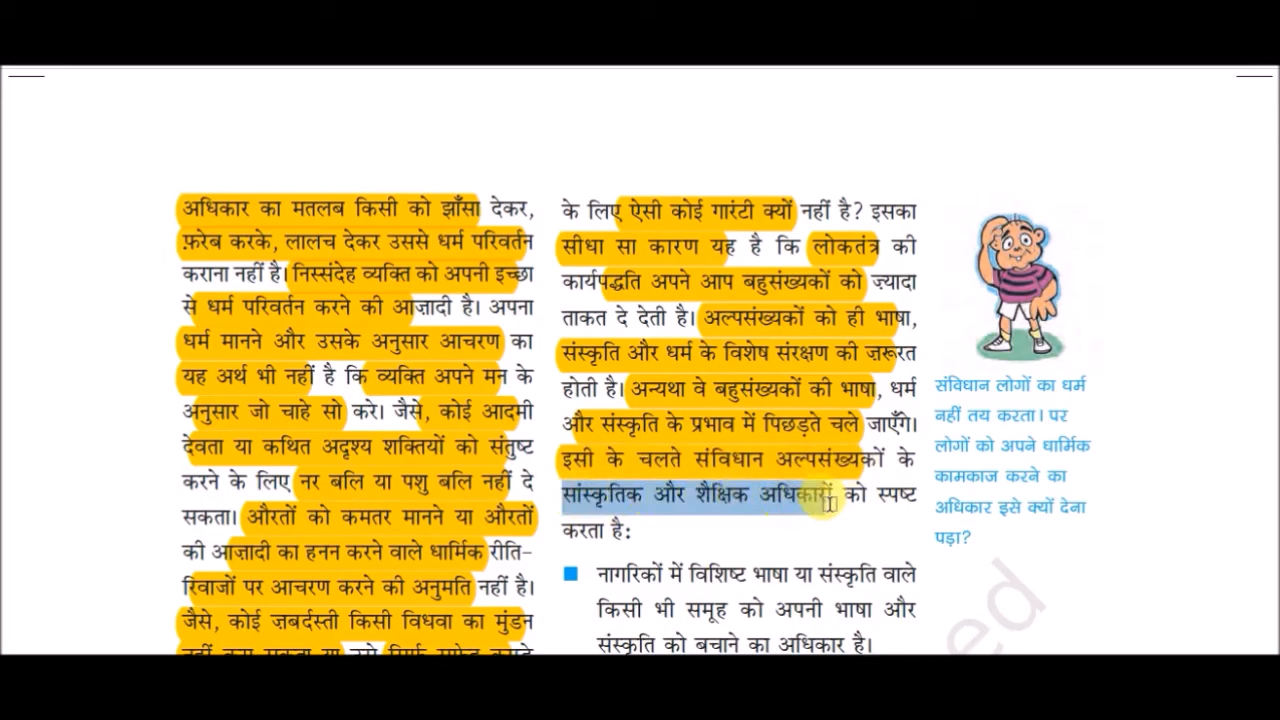 अधिकार का मतलब किसी को झाँसा देकर,
फ़रेब करके, लालच देकर उससे धर्म परिवर्तन
कराना नहीं है। निस्संदेह व्यक्ति को अपनी इच्छा
से धर्म परिवर्तन करने की आज़ादी है। अपना
धर्म मानने और उसके अनुसार आचरण का
यह अर्थ भी नहीं है कि व्यक्ति अपने मन के
अनुसार जो चाहे सो करे। जैसे, कोई आदमी
देवता या कथित अदृश्य शक्तियों को संतुष्ट
करने के लिए नर बलि या पशु बलि नहीं दे
सकता। औरतों को कमतर मानने या औरतों
की आज़ादी का हनन करने वाले धार्मिक रीति-
रिवाजों पर आचरण करने की अनुमति नहीं है।
जैसे, कोई ज़बर्दस्ती किसी विधवा का मुंडन
के लिए ऐसी कोई गारंटी क्यों नहीं है? इसका
सीधा सा कारण यह है कि लोकतंत्र की
कार्यपद्धति अपने आप बहुसंख्यकों को ज़्यादा
ताकत दे देती है। अल्पसंख्यकों को ही भाषा,
संस्कृति और धर्म के विशेष संरक्षण की ज़रूरत
होती है। अन्यथा वे बहुसंख्यकों की भाषा, धर्म
और संस्कृति के प्रभाव में पिछड़ते चले जाएँगे।
इसी के चलते संविधान अल्पसंख्यकों के
सांस्कृतिक और शैक्षिक अधिकारों को स्पष्ट
करता है:
नागरिकों में विशिष्ट भाषा या संस्कृति वाले
किसी भी समूह को अपनी भाषा और
संस्कृति को बचाने का अधिकार है।
संविधान लोगों का धर्म
नहीं तय करता। पर
लोगों को अपने धार्मिक
कामकाज करने का
अधिकार इसे क्यों देना
पड़ा?
ed